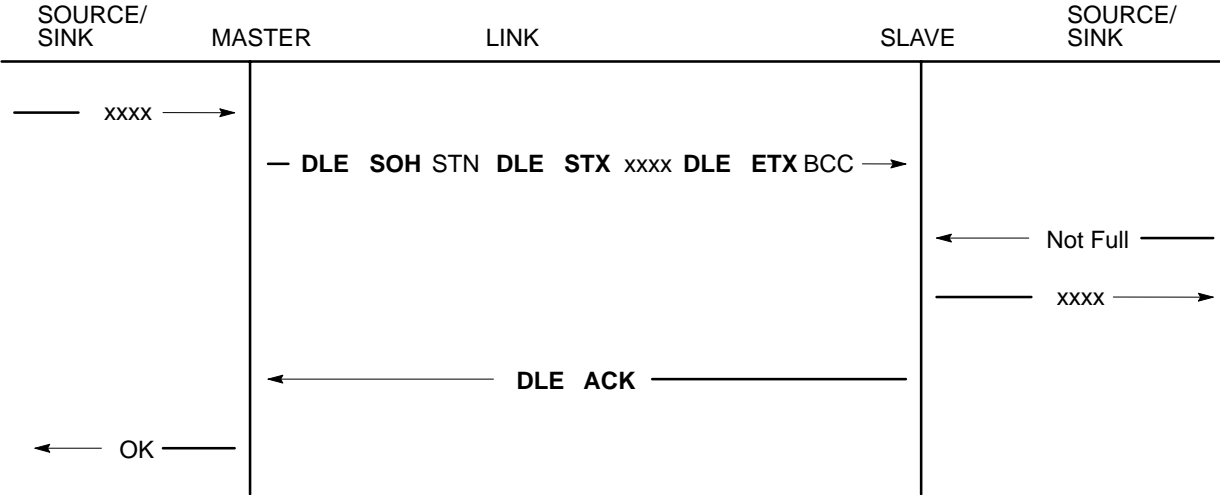 SOURCE/ SINK MASTER LINK SLAVE SOURCE/ SINK
xxxx
DLE SOH STN DLE STX xxxx DLE ETX BCC
Not Full
xxxx
DLE ACK
OK